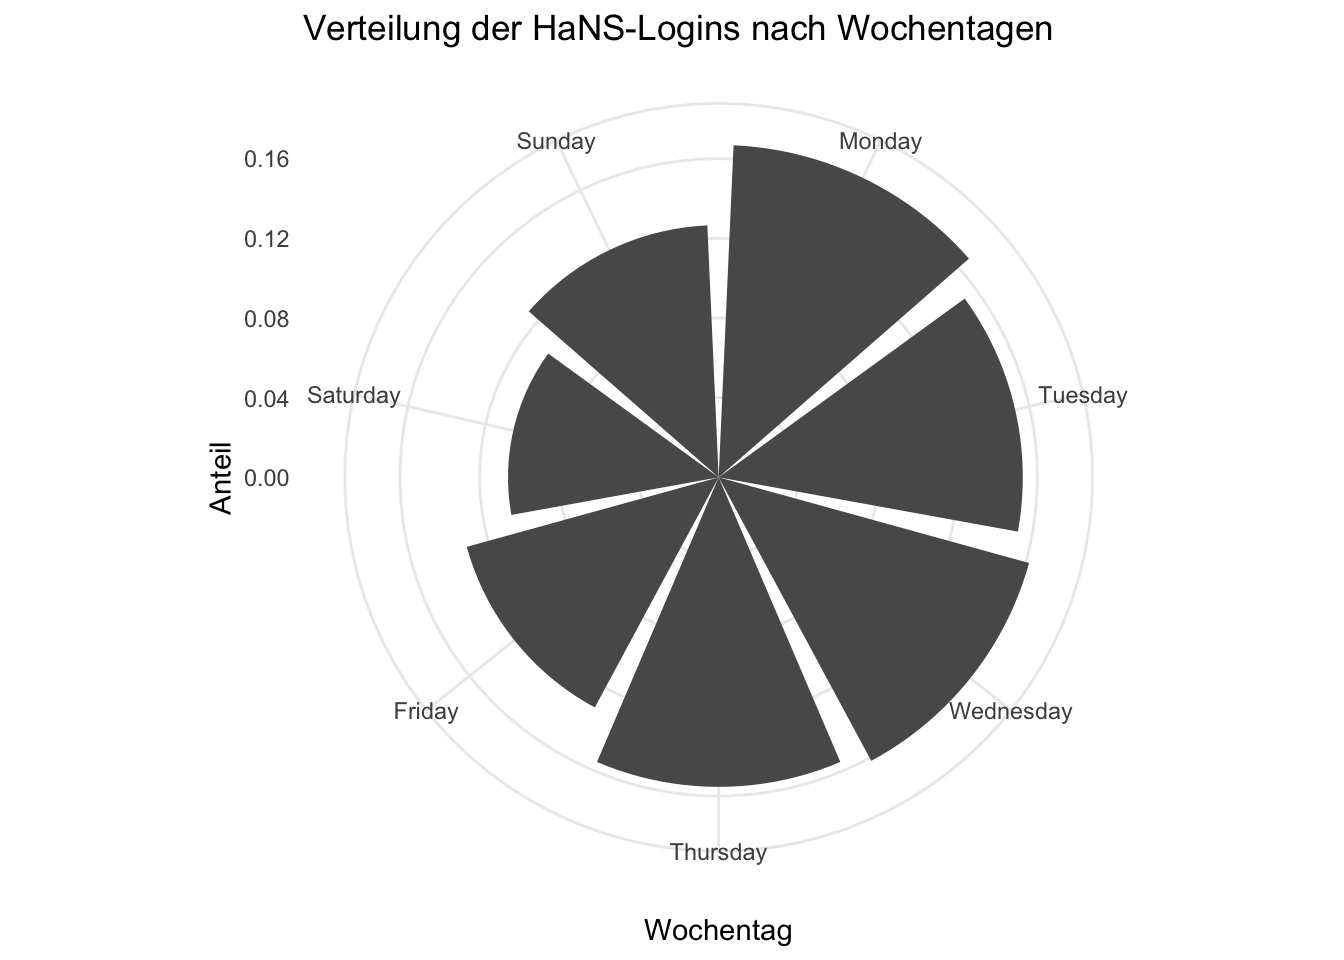 Verteilung der HaNS-Logins nach Wochentagen
Sunday
Monday
0.16
0.12
0.08
Saturday
0.04
Tuesday
Anteil
0.00
Friday
Wednesday
Thursday
Wochentag